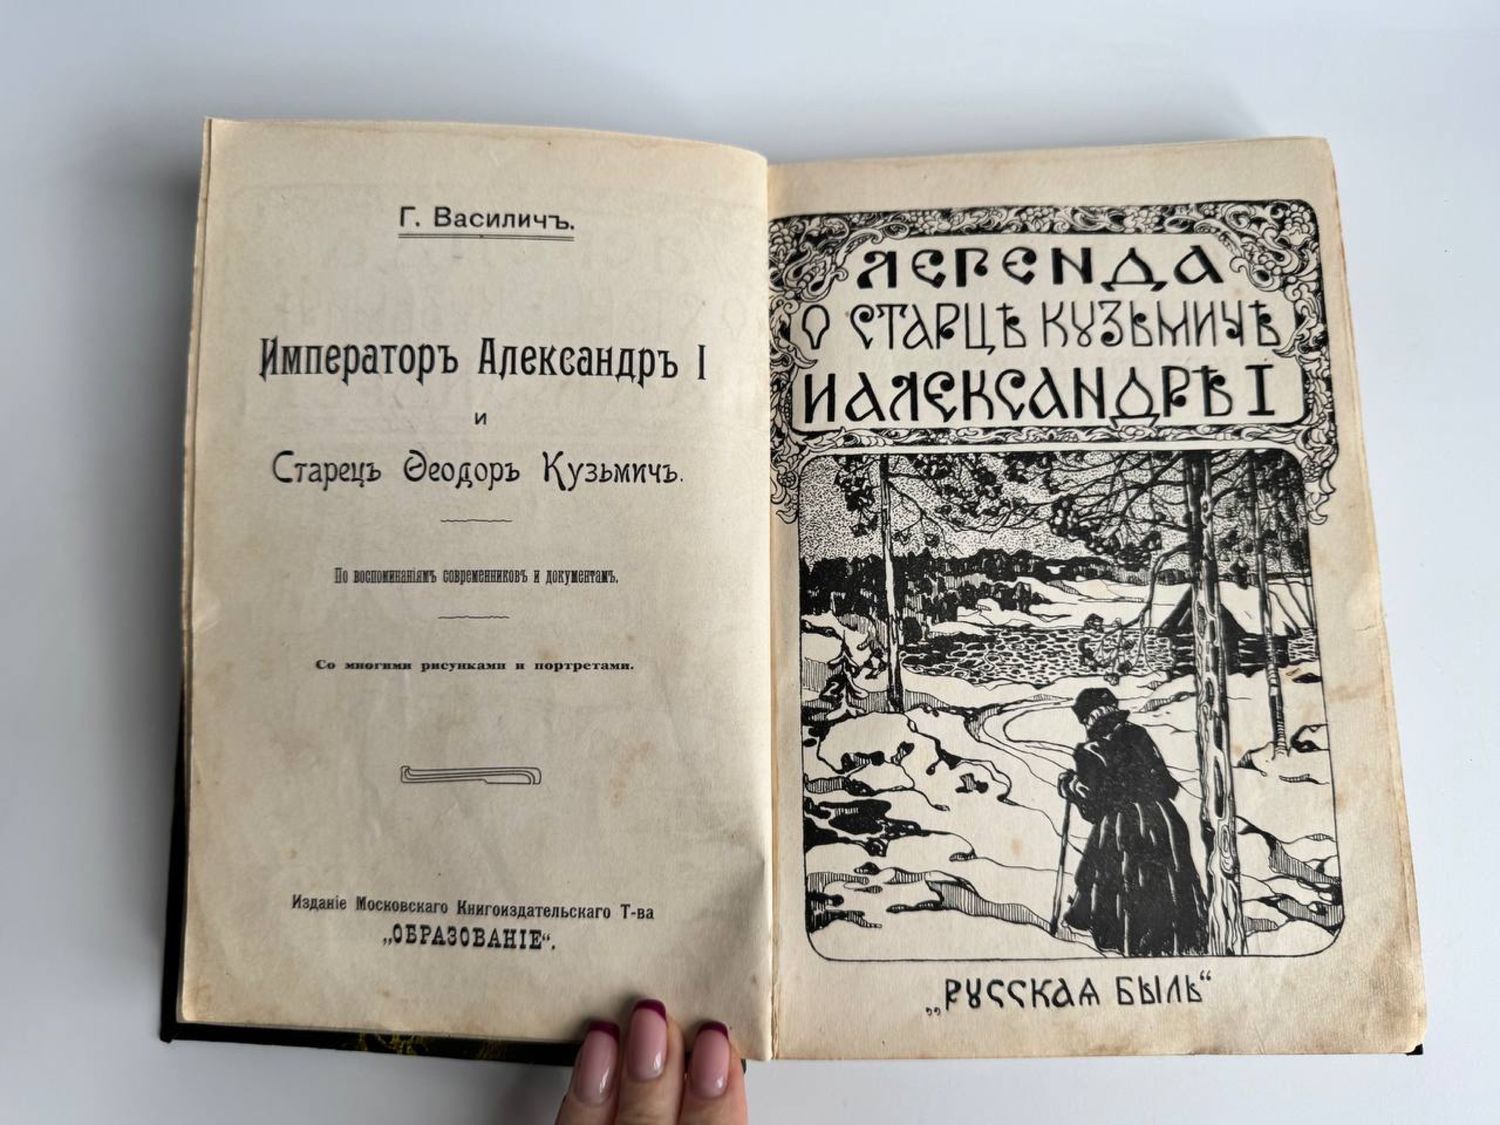 Г. Василичъ.
Императоръ Александръ I
и
Старецъ Ѳеодоръ Кузьмичъ.
По воспоминаніямъ современниковъ и документамъ.
Со многими рисунками и портретами.
Изданіе Московскаго Книгоиздательскаго Т-ва
„ОБРАЗОВАНІЕ“.
ЛЕГЕНДА
О СТАРЦѢ КУЗЬМИЧѢ
И АЛЕКСАНДРѢ I
„РУССКАЯ БЫЛЬ“